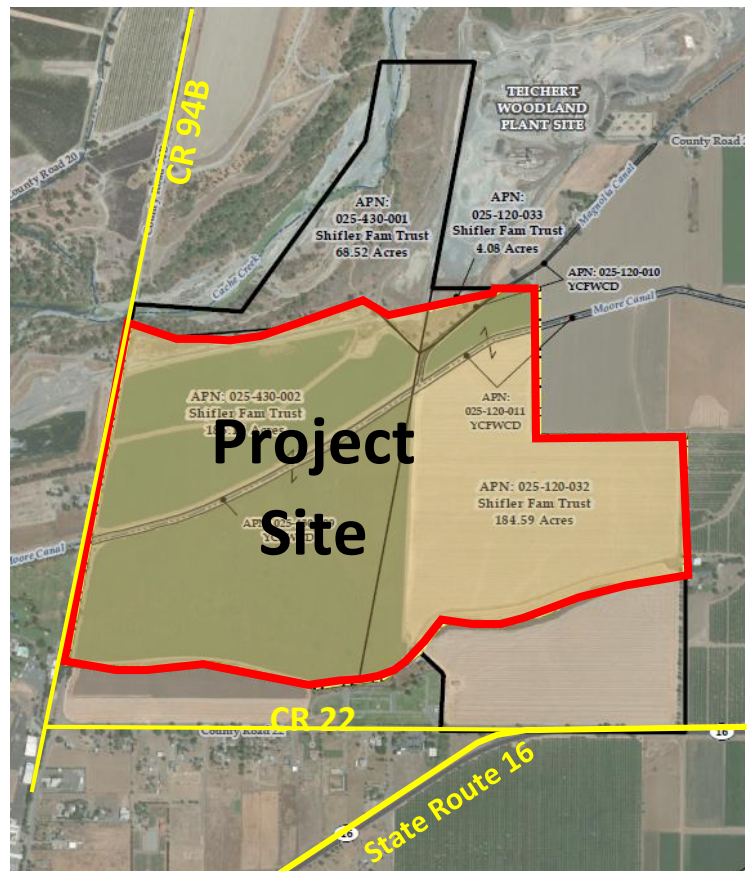 CR 94B
TEICHERT
WOODLAND
PLANT SITE
County Road 20
Magnolia Canal
APN:
025-430-001
Shifler Fam Trust
68.52 Acres
APN:
025-120-033
Shifler Fam Trust
4.08 Acres
APN: 025-120-010
YCFWCD
Cache Creek
Moore Canal
APN: 025-430-002
Shifler Fam Trust
Acres
APN:
025-120-011
YCFWCD
Project
Site
APN: 025-120-032
Shifler Fam Trust
184.59 Acres
Moore Canal
CR 22
County Road 22
16
State Route 16
16